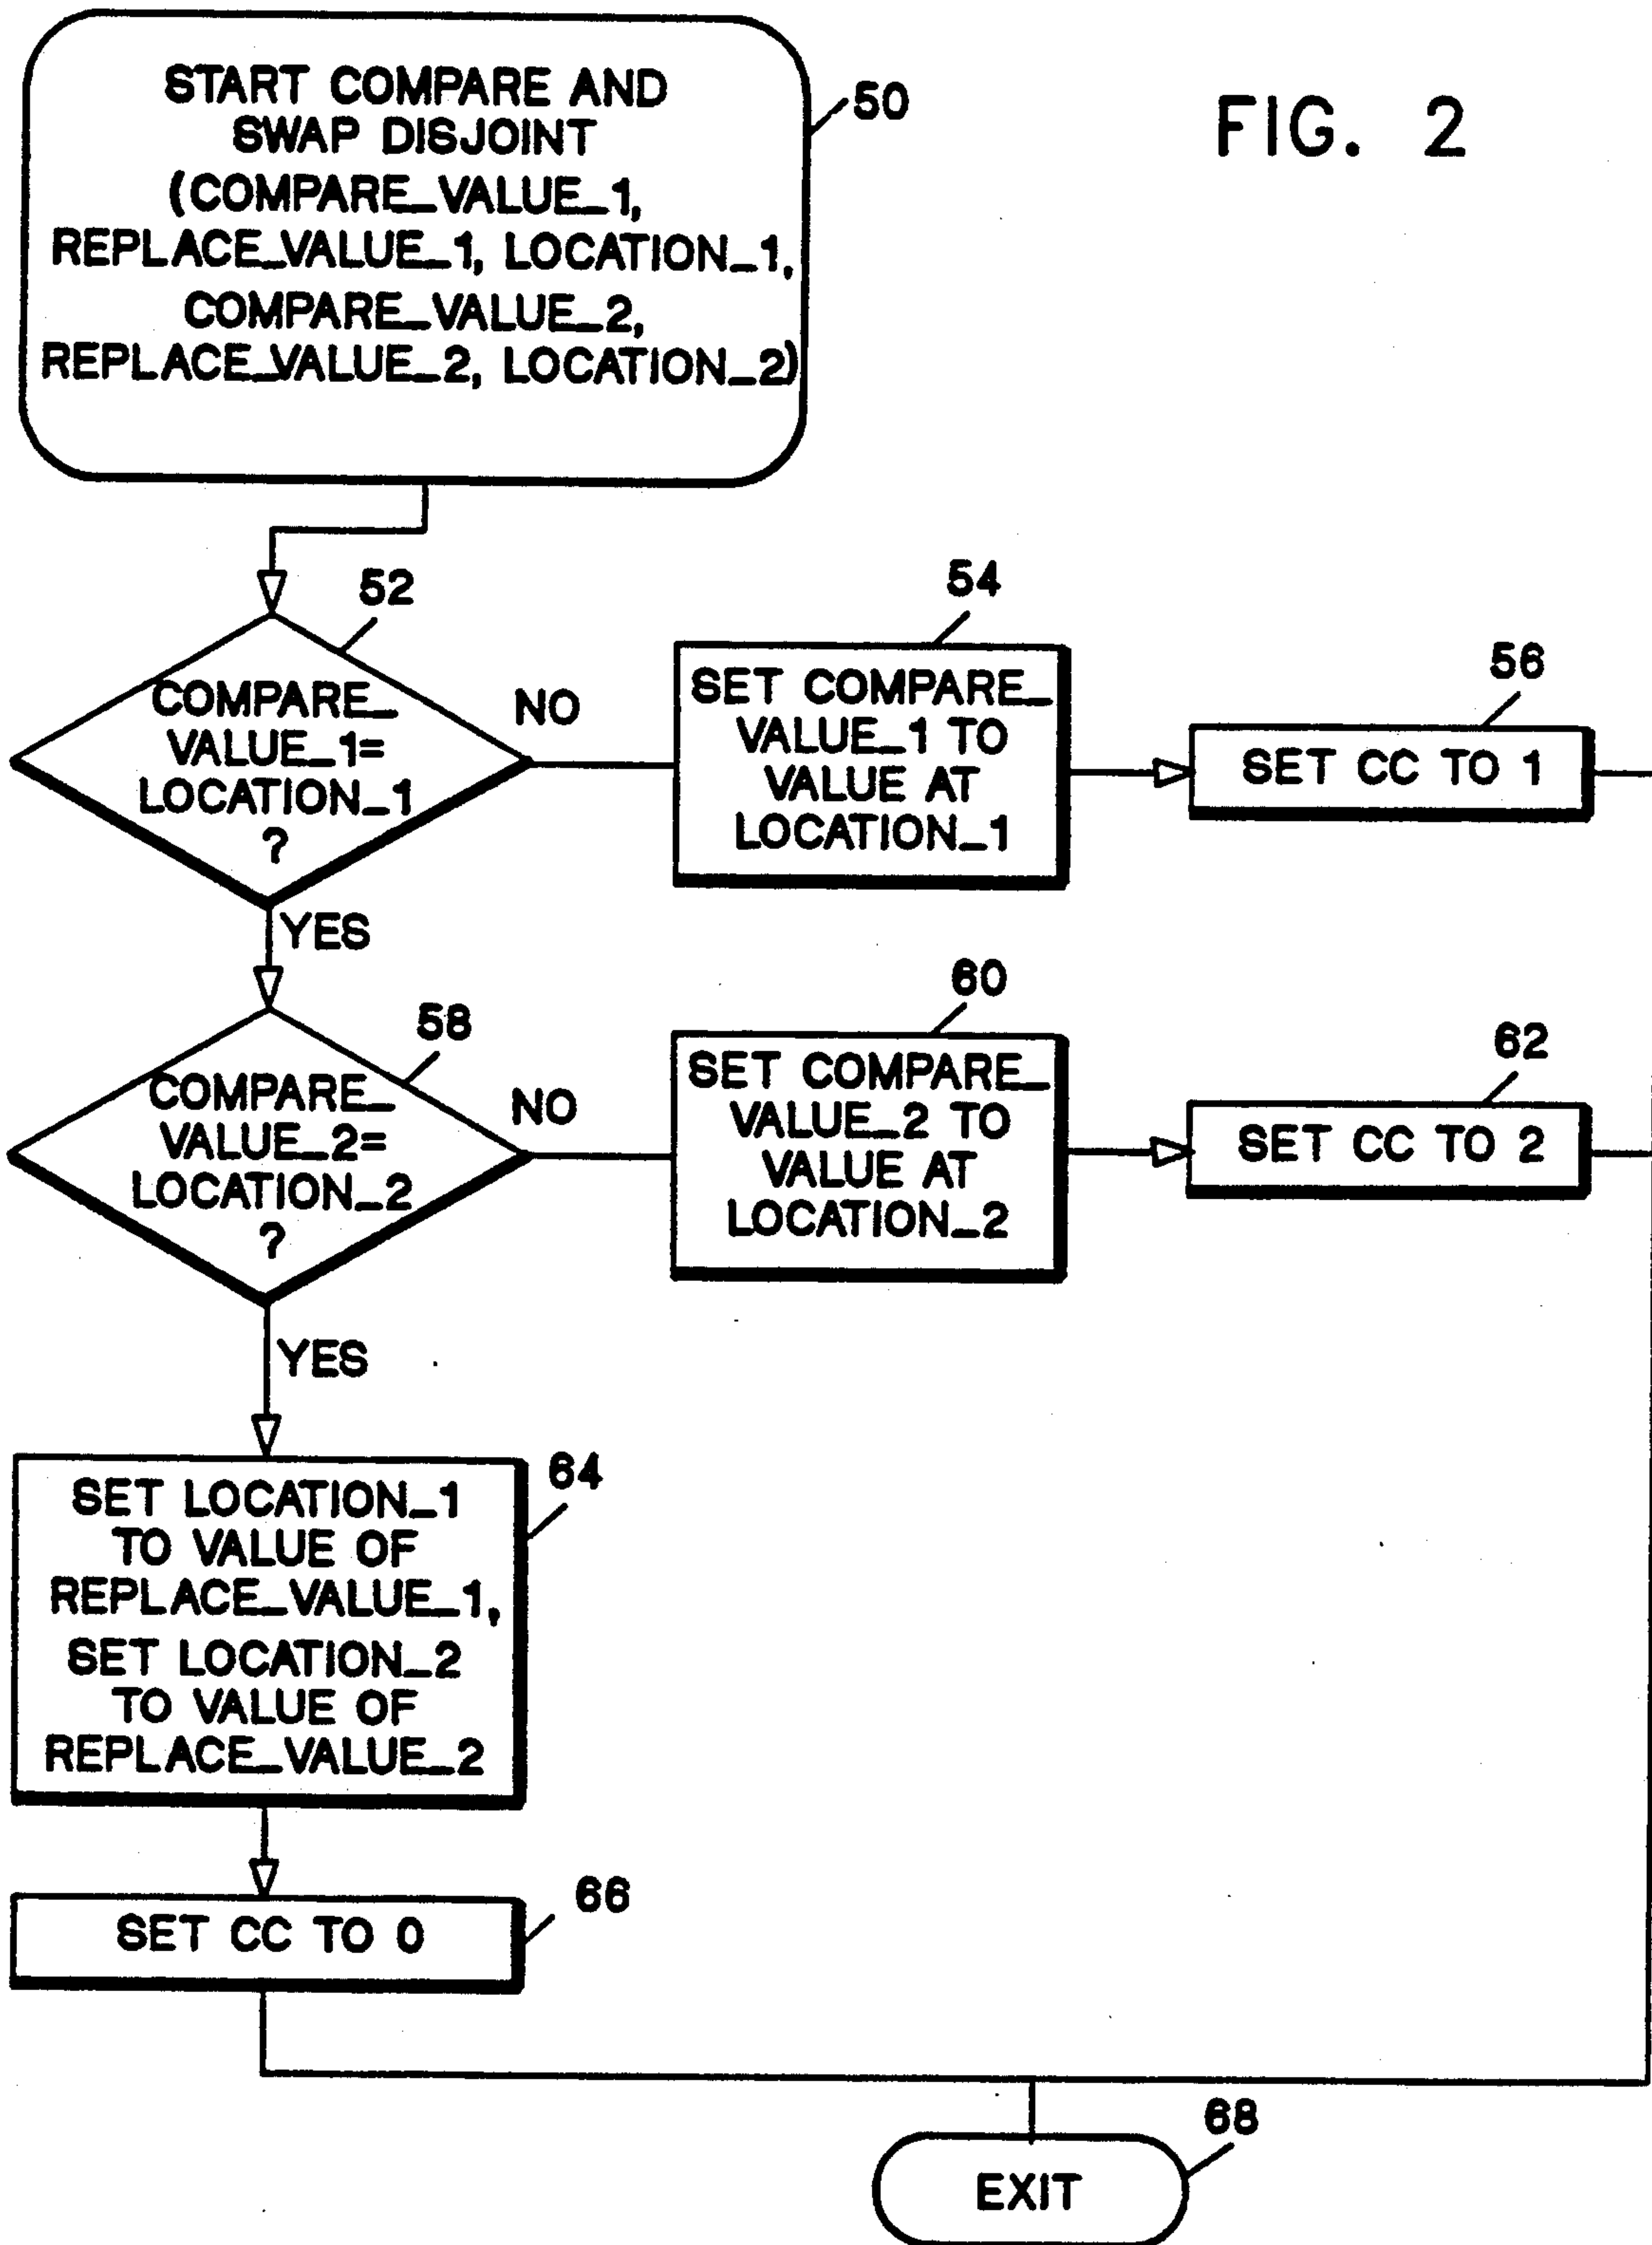 START COMPARE AND
SWAP DISJOINT
(COMPARE_VALUE_1,
REPLACE_VALUE_1, LOCATION_1,
COMPARE_VALUE_2,
REPLACE_VALUE_2, LOCATION_2)
50
FIG. 2
52
COMPARE_
VALUE_1=
LOCATION_1
?
NO
54
SET COMPARE_
VALUE_1 TO
VALUE AT
LOCATION_1
56
SET CC TO 1
YES
58
COMPARE_
VALUE_2=
LOCATION_2
?
NO
60
SET COMPARE_
VALUE_2 TO
VALUE AT
LOCATION_2
62
SET CC TO 2
YES
64
SET LOCATION_1
TO VALUE OF
REPLACE_VALUE_1,
SET LOCATION_2
TO VALUE OF
REPLACE_VALUE_2
66
SET CC TO 0
68
EXIT